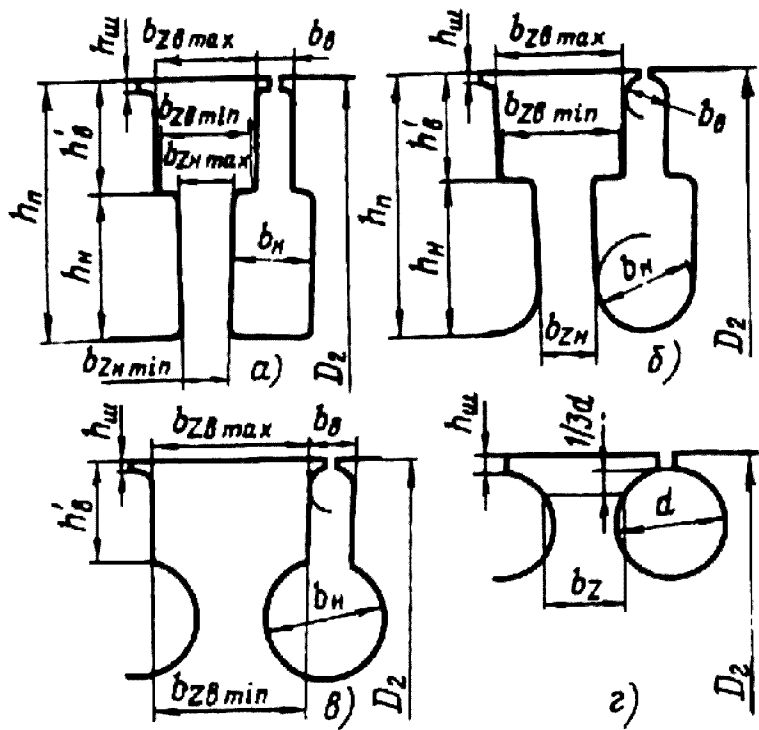 hш
bZв max
bв
bZв min
bZн max
h'в
hп
hн
bн
bZн min
а)
D2
hш
bZв max
bZв min
bв
h'в
hп
hн
bн
bZн
б)
D2
hш
bZв max
bв
h'в
bн
bZв min
в)
D2
hш
1/3d
d
bZ
г)
D2